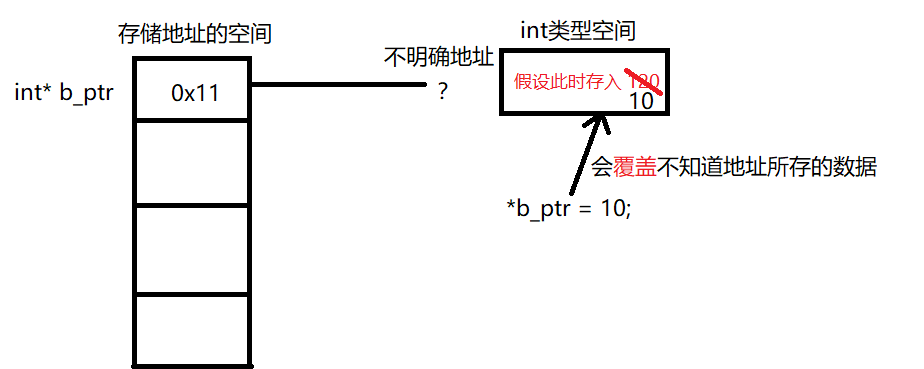 存储地址的空间
int类型空间
不明确地址
int* b_ptr
0x11
?
假设此时存入 120
10
会覆盖不知道地址所存的数据
*b_ptr = 10;